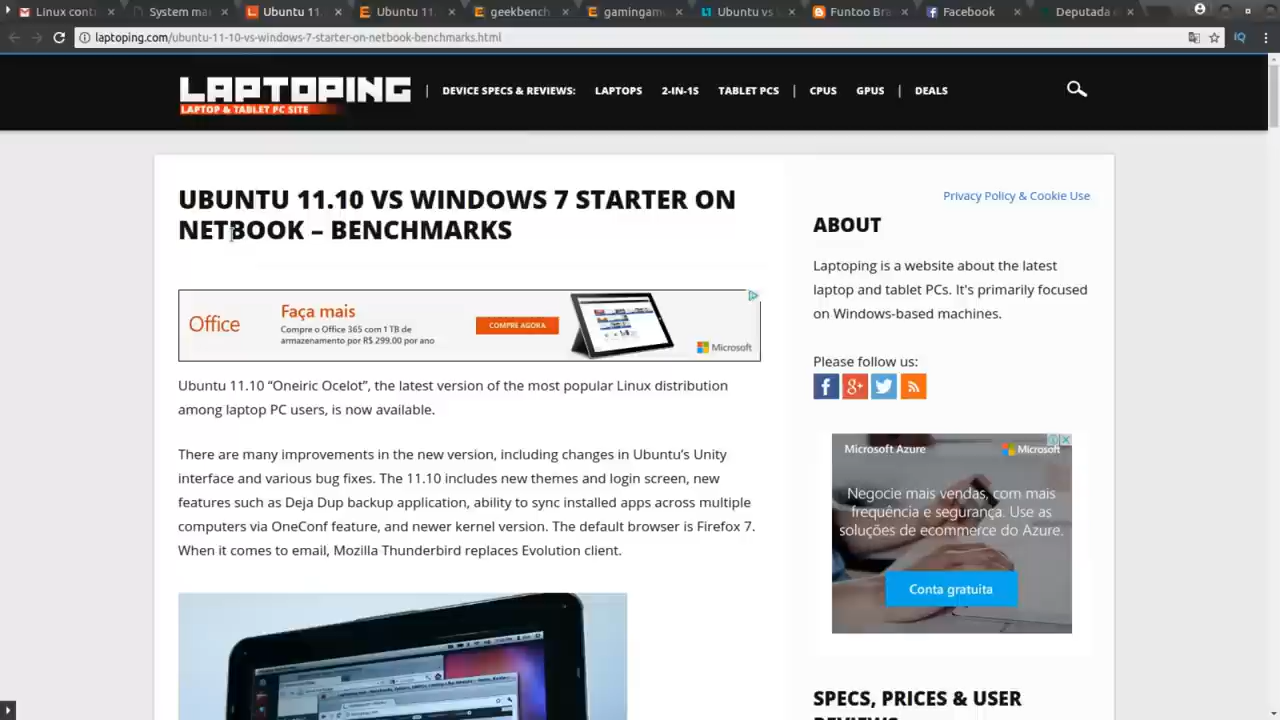 Linux cont
System ma
Ubuntu 11.
Ubuntu 11.
geekbench
gamingam
Ubuntu vs
Funtoo Bra
Facebook
Deputada
laptoping.com/ubuntu-11-10-vs-windows-7-starter-on-netbook-benchmarks.html
LAPTOPING
LAPTOP & TABLET PC SITE
DEVICE SPECS & REVIEWS: LAPTOPS 2-IN-1S TABLET PCS CPUS GPUS DEALS
UBUNTU 11.10 VS WINDOWS 7 STARTER ON
NETBOOK – BENCHMARKS
Office
Faça mais
Compre o Office 365 com 1 TB de
armazenamento por R$ 299,00 por ano
COMPRE AGORA
Microsoft
Ubuntu 11.10 “Oneiric Ocelot”, the latest version of the most popular Linux distribution
among laptop PC users, is now available.
There are many improvements in the new version, including changes in Ubuntu’s Unity
interface and various bug fixes. The 11.10 includes new themes and login screen, new
features such as Deja Dup backup application, ability to sync installed apps across multiple
computers via OneConf feature, and newer kernel version. The default browser is Firefox 7.
When it comes to email, Mozilla Thunderbird replaces Evolution client.
Privacy Policy & Cookie Use
ABOUT
Laptoping is a website about the latest
laptop and tablet PCs. It's primarily focused
on Windows-based machines.
Please follow us:
Microsoft Azure
Microsoft
Negocie mais vendas, com mais
frequência e segurança. Use as
soluções de ecommerce do Azure.
Conta gratuita
SPECS, PRICES & USER
REVIEWS